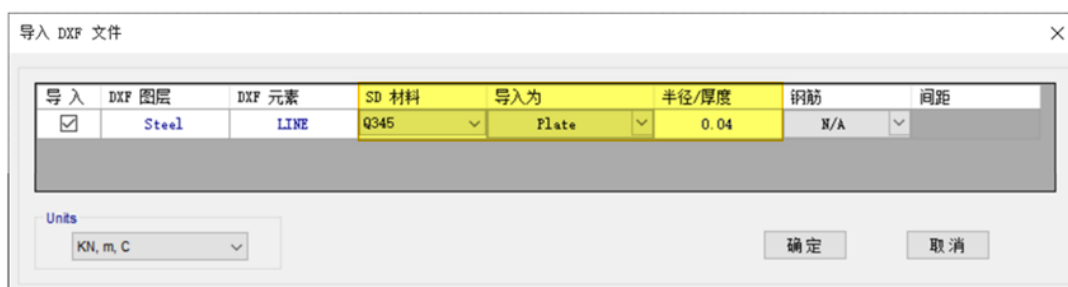 导入 DXF 文件
导入 DXF 图层 DXF 元素 SD 材料 导入为 半径/厚度 钢筋 间距
Steel LINE Q345 Plate 0.04 N/A
Units
KN, m, C
确定 取消